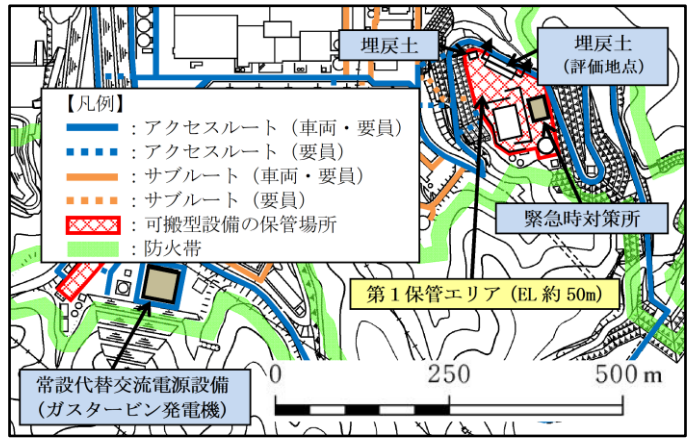 埋戻土
埋戻土
(評価地点)
【凡例】
：アクセスルート（車両・要員）
：アクセスルート（要員）
：サブルート（車両・要員）
：サブルート（要員）
：可搬型設備の保管場所
：防火帯
緊急時対策所
第１保管エリア（EL 約 50m）
常設代替交流電源設備
（ガスタービン発電機）
0 250 500 m